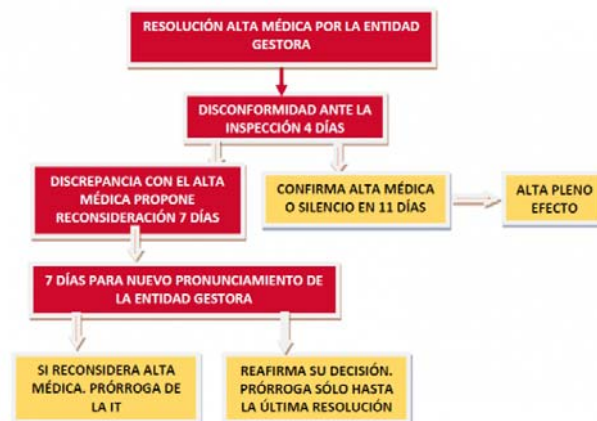 RESOLUCIÓN ALTA MÉDICA POR LA ENTIDAD
GESTORA
DISCONFORMIDAD ANTE LA
INSPECCIÓN 4 DÍAS
DISCREPANCIA CON EL ALTA
MÉDICA PROPONE
RECONSIDERACIÓN 7 DÍAS
CONFIRMA ALTA MÉDICA
O SILENCIO EN 11 DÍAS
ALTA PLENO
EFECTO
7 DÍAS PARA NUEVO PRONUNCIAMIENTO DE
LA ENTIDAD GESTORA
SI RECONSIDERA ALTA
MÉDICA. PRÓRROGA DE
LA IT
REAFIRMA SU DECISIÓN.
PRÓRROGA SÓLO HASTA
LA ÚLTIMA RESOLUCIÓN